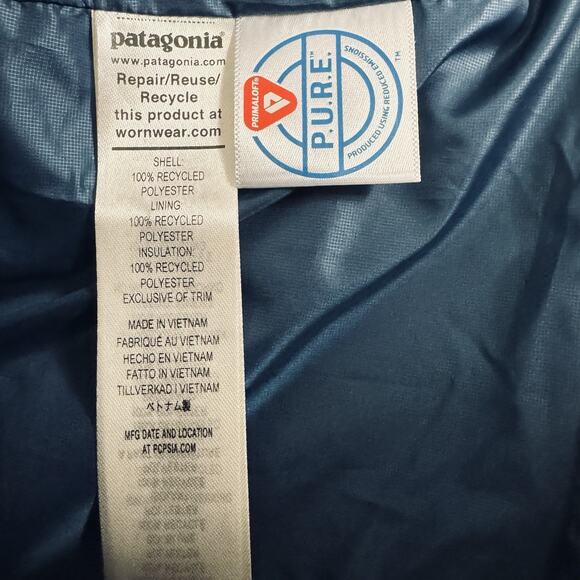 patagonia®
www.patagonia.com
Repair/Reuse/
Recycle
this product at
wornwear.com
SHELL:
100% RECYCLED
POLYESTER
LINING:
100% RECYCLED
POLYESTER
INSULATION:
100% RECYCLED
POLYESTER
EXCLUSIVE OF TRIM
MADE IN VIETNAM
FABRIQUÉ AU VIETNAM
HECHO EN VIETNAM
FATTO IN VIETNAM
TILLVERKAD I VIETNAM
ベトナム製
MFG DATE AND LOCATION
AT PCPSIA.COM
PRIMALOFT®
P.U.R.E.™
PRODUCED USING REDUCED EMISSIONS
™